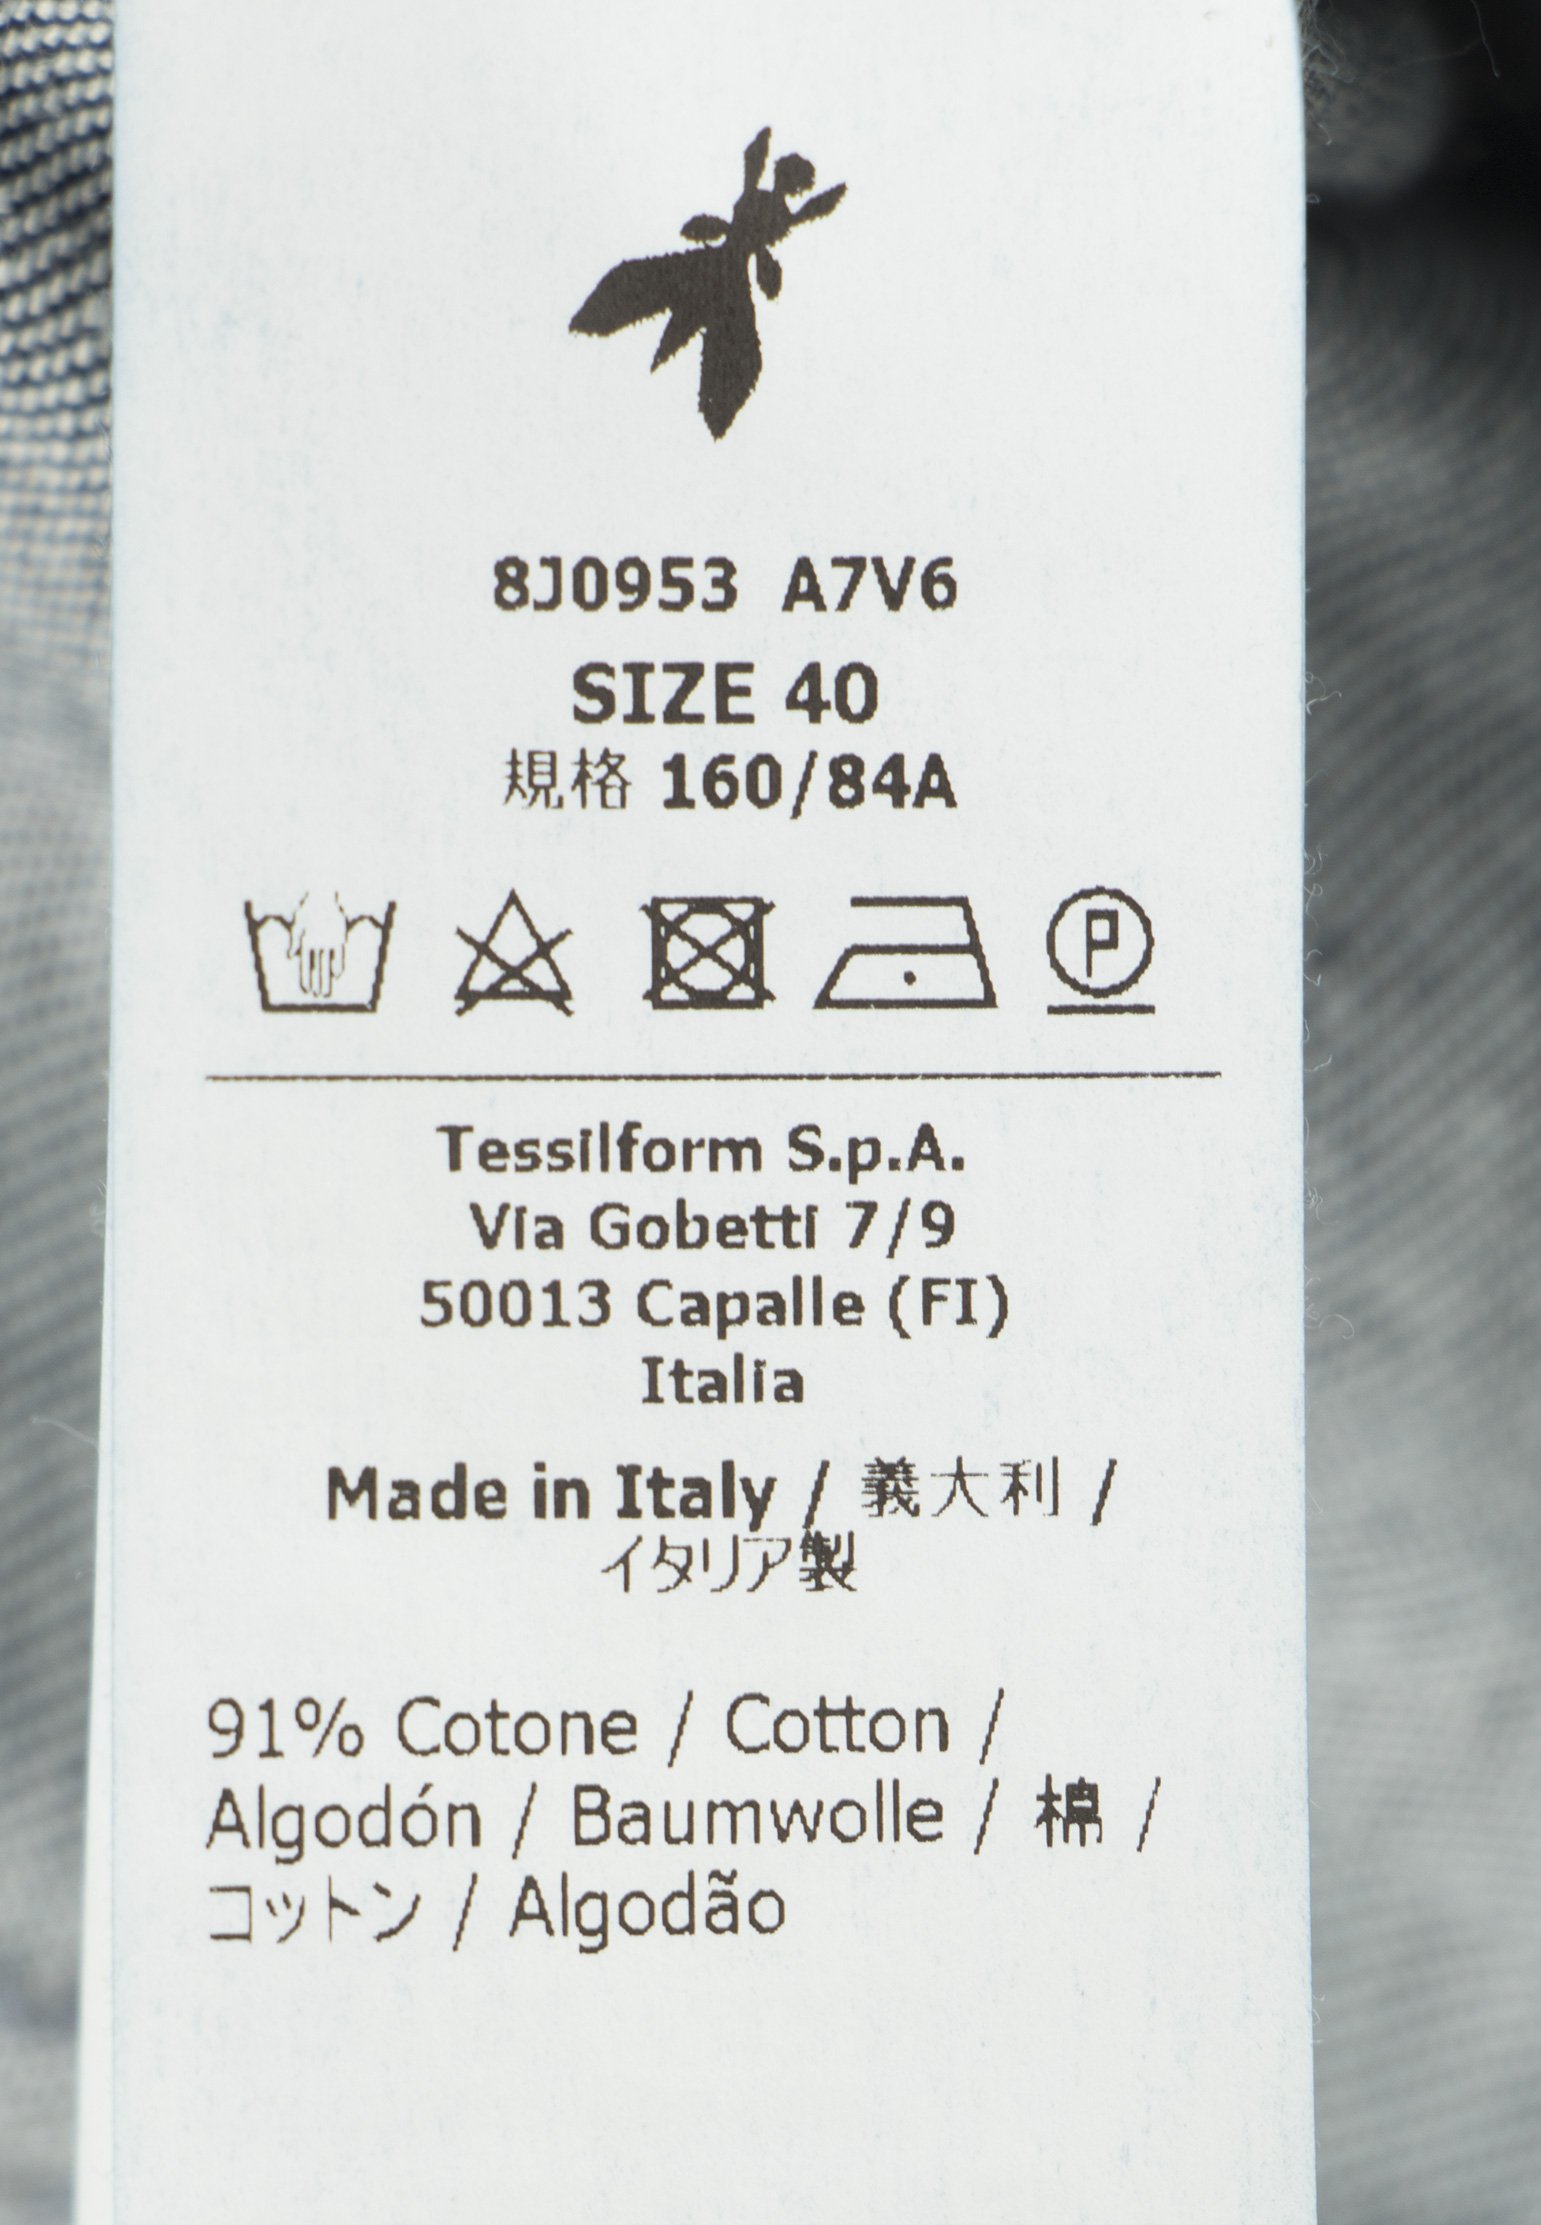 8J0953 A7V6
SIZE 40
規格 160/84A
P
Tessilform S.p.A.
Via Gobetti 7/9
50013 Capalle (FI)
Italia
Made in Italy / 義大利 /
イタリア製
91% Cotone / Cotton /
Algodón / Baumwolle / 棉 /
コットン / Algodão